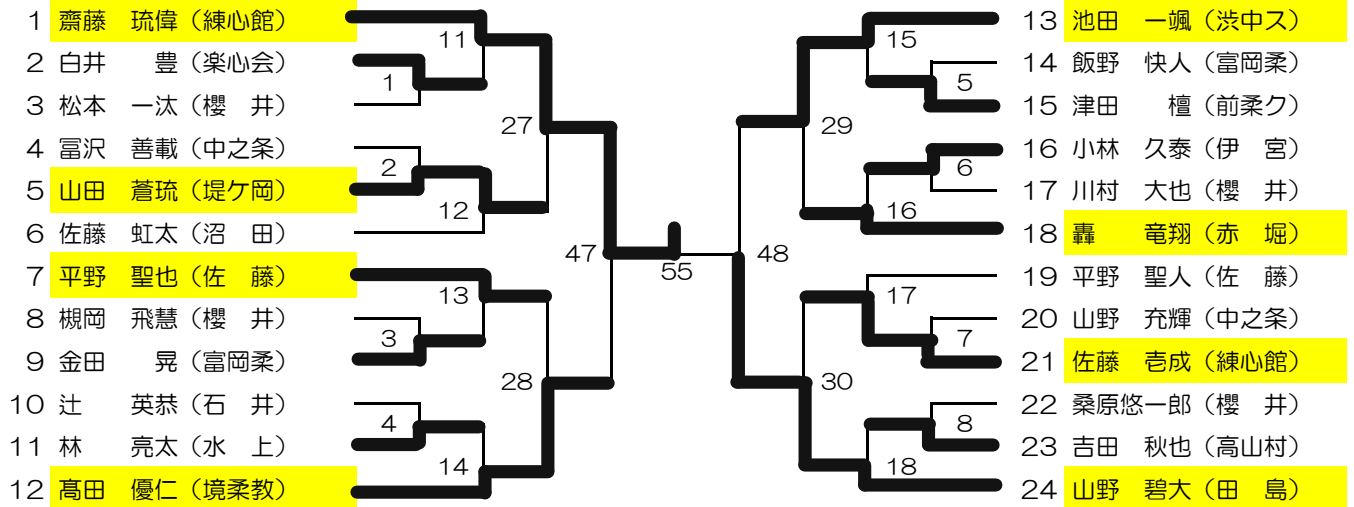 1 齋藤 琉偉（練心館）
2 白井 豊（楽心会）
3 松本 一汰（櫻 井）
4 冨沢 善載（中之条）
5 山田 蒼琉（堤ケ岡）
6 佐藤 虹太（沼 田）
7 平野 聖也（佐 藤）
8 槻岡 飛慧（櫻 井）
9 金田 晃（富岡柔）
10 辻 英恭（石 井）
11 林 亮太（水 上）
12 髙田 優仁（境柔教）
11
1
27
2
12
47
13
3
28
4
14
55
48
15
5
29
6
16
17
7
30
8
18
13 池田 一颯（渋中ス）
14 飯野 快人（富岡柔）
15 津田 檀（前柔ク）
16 小林 久泰（伊 宮）
17 川村 大也（櫻 井）
18 轟 竜翔（赤 堀）
19 平野 聖人（佐 藤）
20 山野 充輝（中之条）
21 佐藤 壱成（練心館）
22 桑原悠一郎（櫻 井）
23 吉田 秋也（高山村）
24 山野 碧大（田 島）